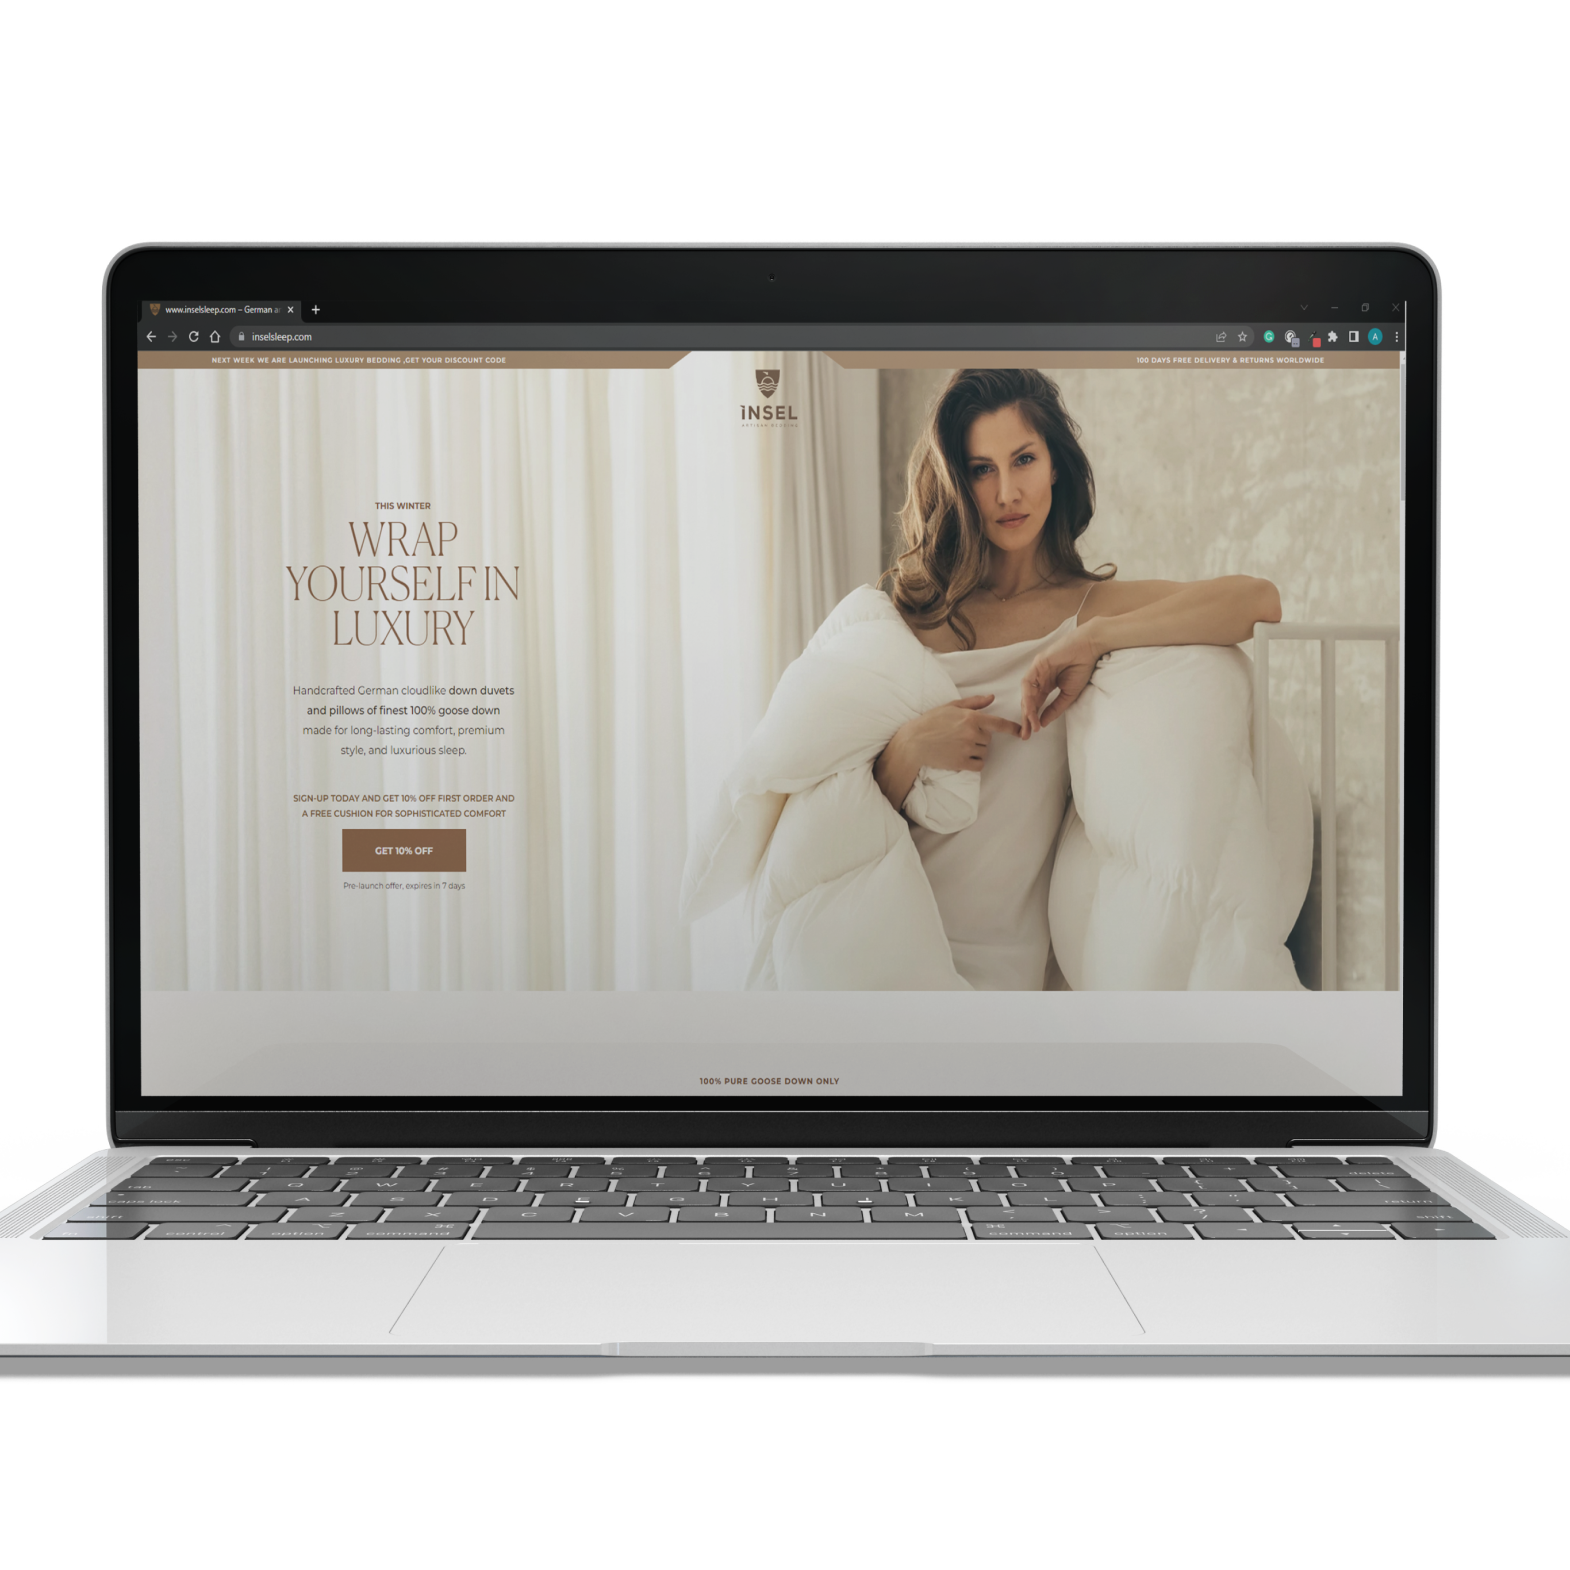 www.inselsleep.com – German a
inselsleep.com
NEXT WEEK WE ARE LAUNCHING LUXURY BEDDING ,GET YOUR DISCOUNT CODE
100 DAYS FREE DELIVERY & RETURNS WORLDWIDE
INSEL
ARTISAN BEDDING
THIS WINTER
WRAP
YOURSELF IN
LUXURY
Handcrafted German cloudlike down duvets
and pillows of finest 100% goose down
made for long-lasting comfort, premium
style, and luxurious sleep.
SIGN-UP TODAY AND GET 10% OFF FIRST ORDER AND
A FREE CUSHION FOR SOPHISTICATED COMFORT
GET 10% OFF
Pre-launch offer, expires in 7 days
100% PURE GOOSE DOWN ONLY
esc
delete
tab Q W E R T Y U I O P
caps lock A S D F G H J K L return
shift Z X C V B N M shift
fn control option command command option